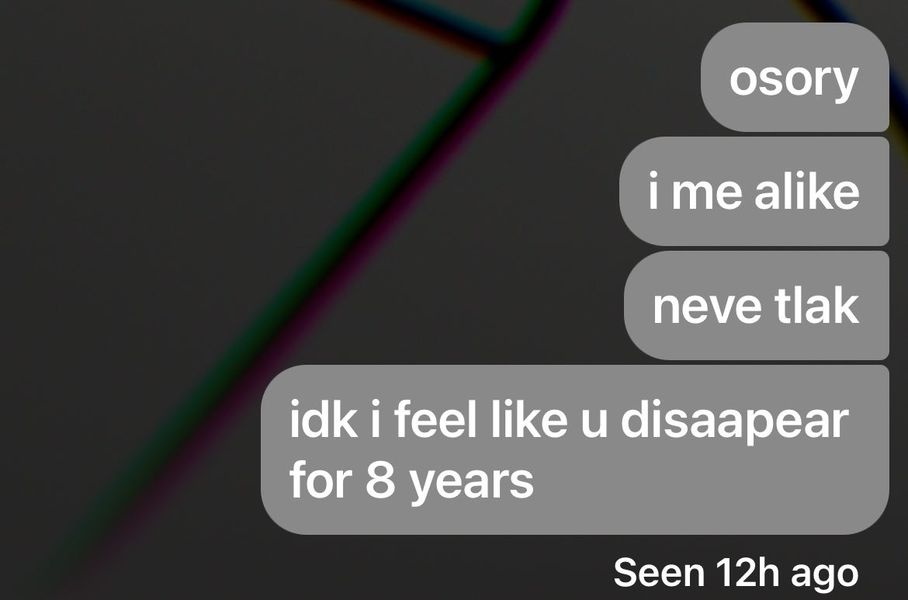 osory
i me alike
neve tlak
idk i feel like u disaapear
for 8 years
Seen 12h ago